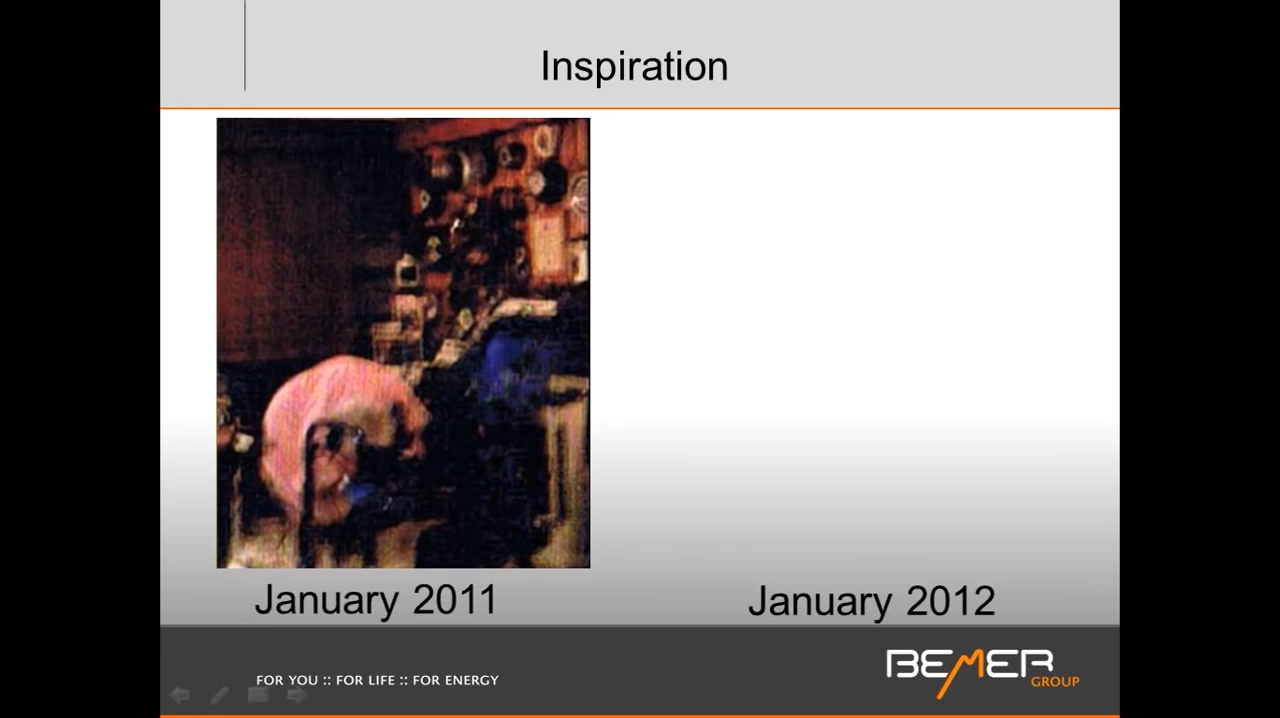 Inspiration
January 2011
January 2012
FOR YOU :: FOR LIFE :: FOR ENERGY
BEMER
GROUP